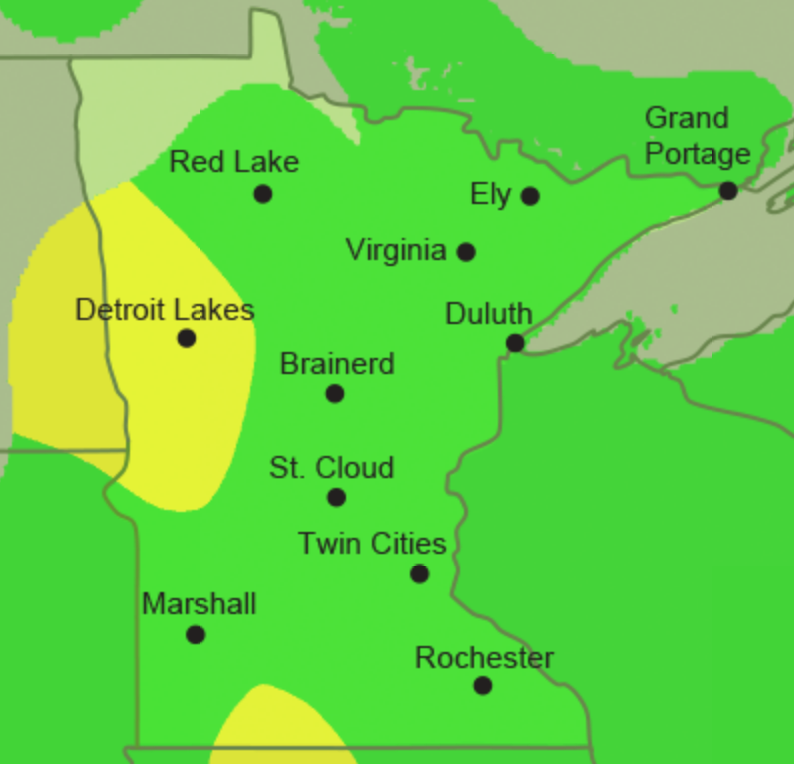 Grand
Portage
Red Lake
Ely
Virginia
Detroit Lakes
Duluth
Brainerd
St. Cloud
Twin Cities
Marshall
Rochester